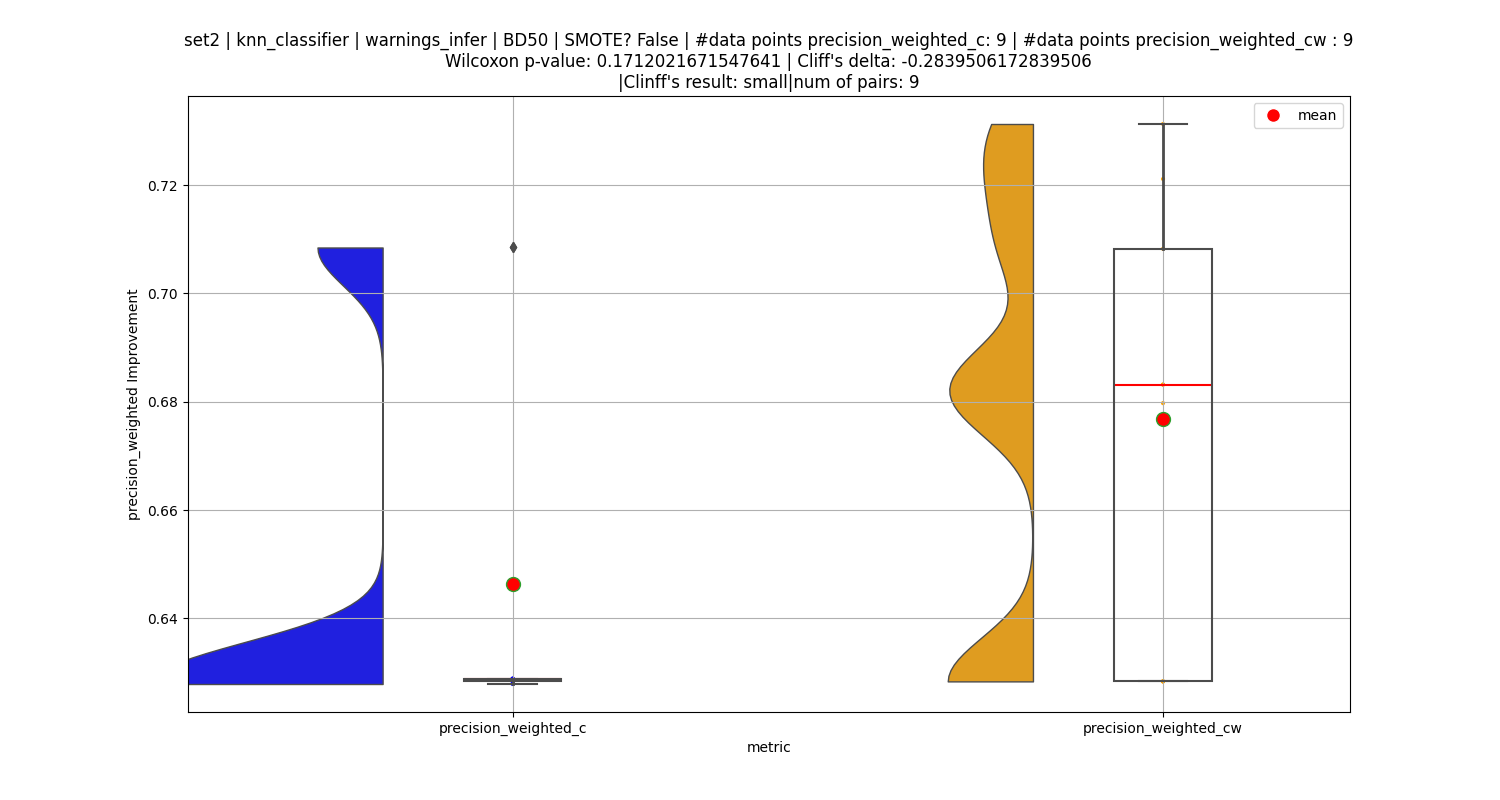 set2 | knn_classifier | warnings_infer | BD50 | SMOTE? False | #data points precision_weighted_c: 9 | #data points precision_weighted_cw : 9
Wilcoxon p-value: 0.1712021671547641 | Cliff's delta: -0.2839506172839506
|Clinff's result: small|num of pairs: 9
mean
0.72
0.70
0.68
0.66
0.64
precision_weighted Improvement
precision_weighted_c
precision_weighted_cw
metric